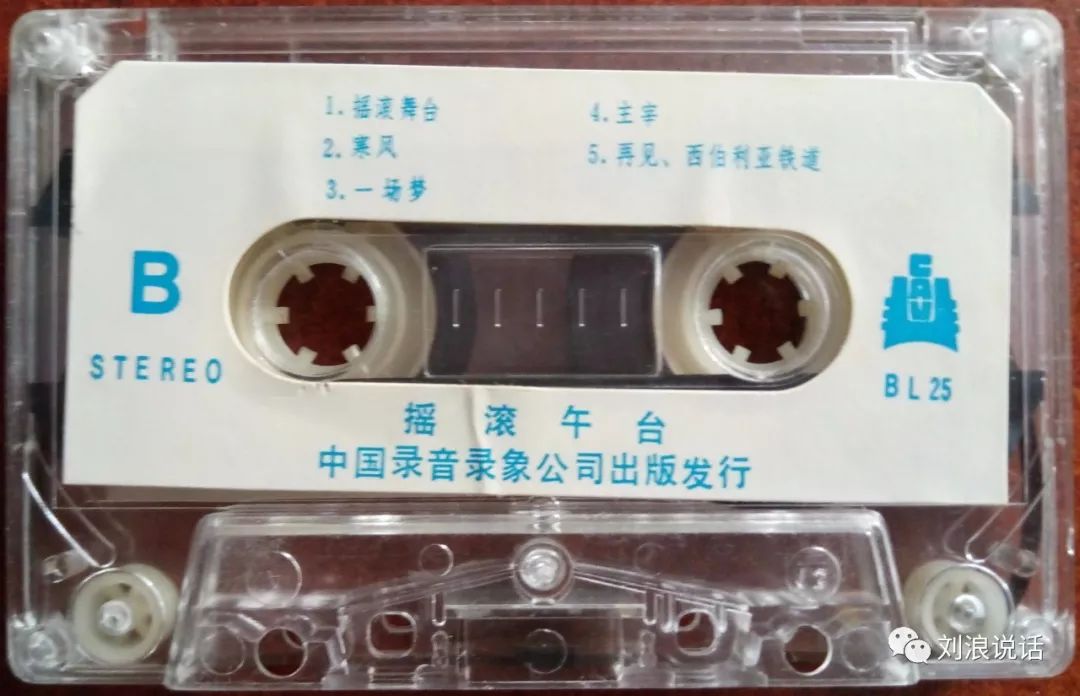 1.摇滚舞台
2.寒风
3.一场梦
4.主宰
5.再见、西伯利亚铁道
B
STEREO
CRAV
BL25
摇滚午台
中国录音录象公司出版发行
刘浪说话